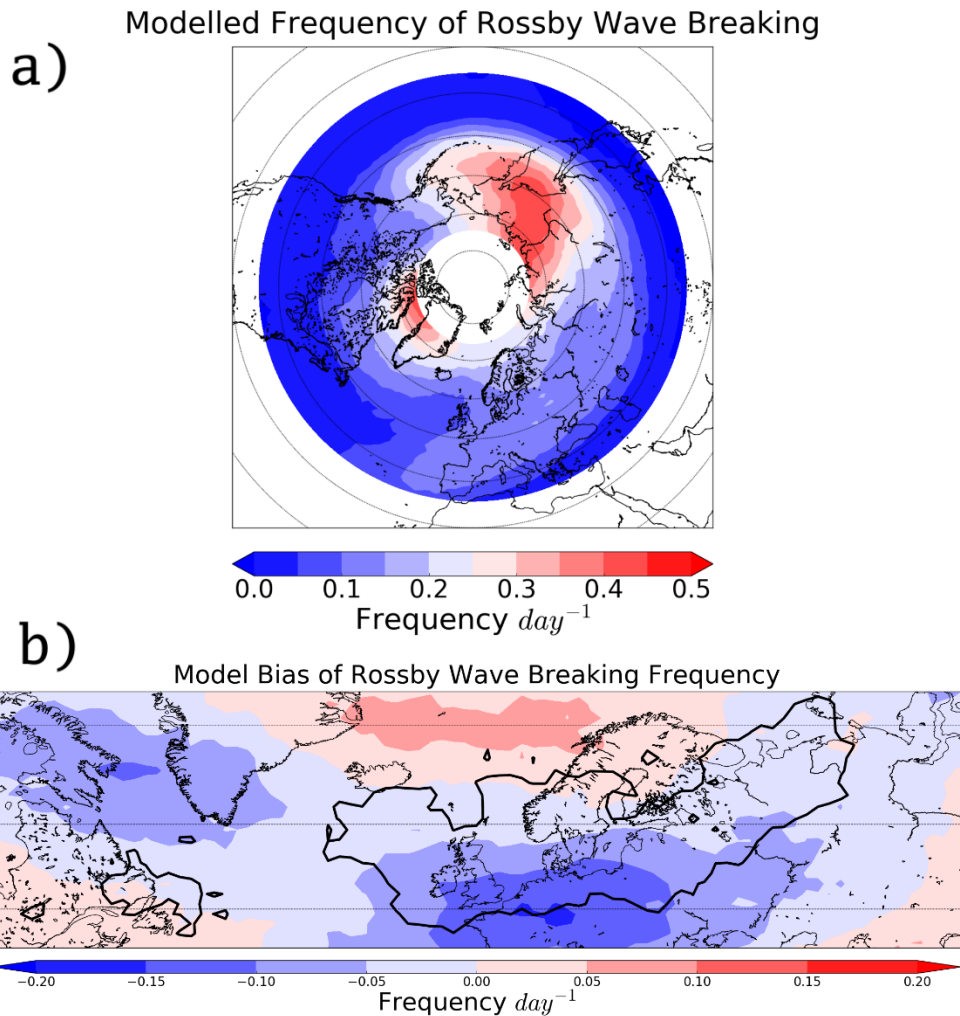 Modelled Frequency of Rossby Wave Breaking
a)
0.0 0.1 0.2 0.3 0.4 0.5
Frequency day⁻¹
b)
Model Bias of Rossby Wave Breaking Frequency
−0.20 −0.15 −0.10 −0.05 0.00 0.05 0.10 0.15 0.20
Frequency day⁻¹